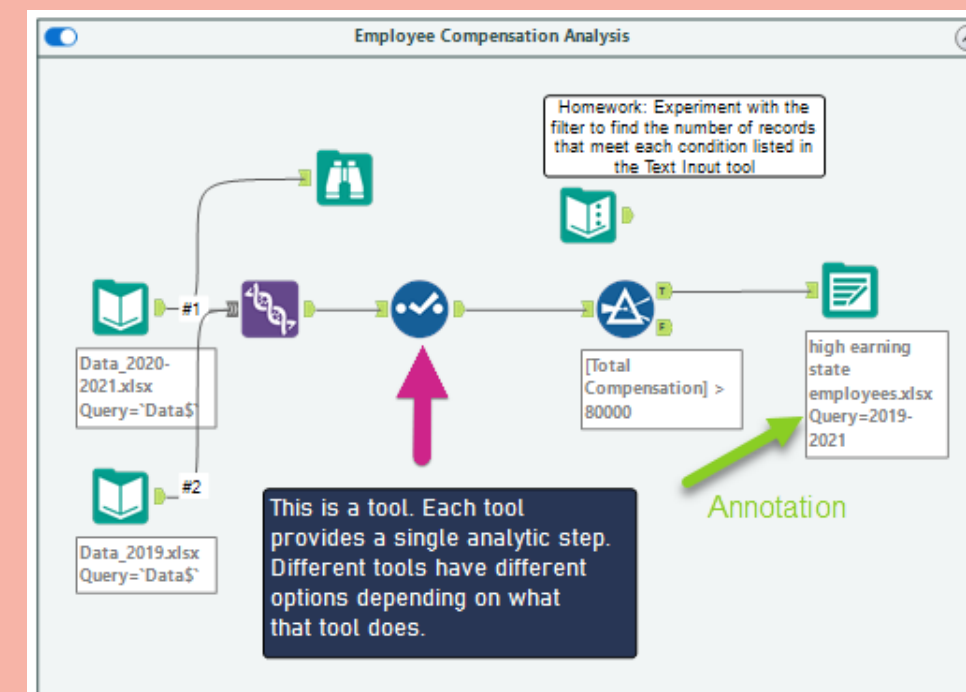 Employee Compensation Analysis
Homework: Experiment with the
filter to find the number of records
that meet each condition listed in
the Text Input tool
#1
Data_2020-
2021.xlsx
Query=`Data$`
#2
Data_2019.xlsx
Query=`Data$`
T
F
[Total
Compensation] >
80000
high earning
state
employees.xlsx
Query=2019-
2021
Annotation
This is a tool. Each tool
provides a single analytic step.
Different tools have different
options depending on what
that tool does.